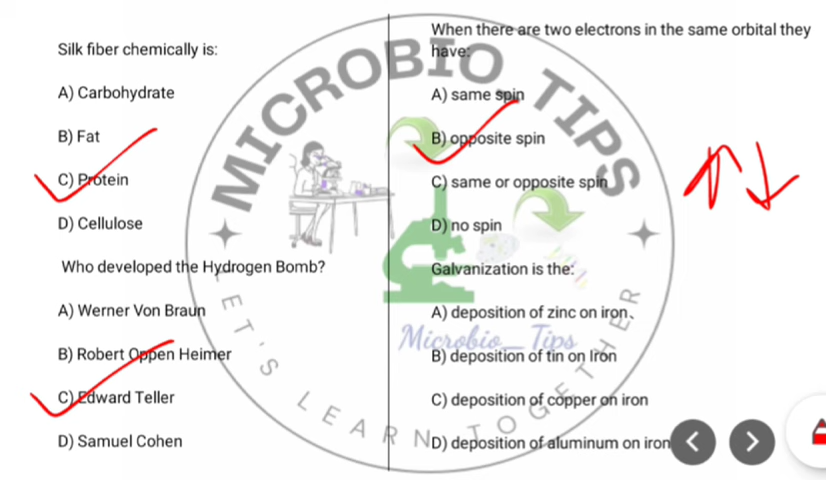 Silk fiber chemically is:
A) Carbohydrate
B) Fat
C) Protein
D) Cellulose
Who developed the Hydrogen Bomb?
A) Werner Von Braun
B) Robert Oppen Heimer
C) Edward Teller
D) Samuel Cohen
When there are two electrons in the same orbital they
have:
A) same spin
B) opposite spin
C) same or opposite spin
D) no spin
Galvanization is the:
A) deposition of zinc on iron、
B) deposition of tin on Iron
C) deposition of copper on iron
D) deposition of aluminum on iron
MICROBIO TIPS
Microbio_Tips
LET'S LEARN TOGETHER